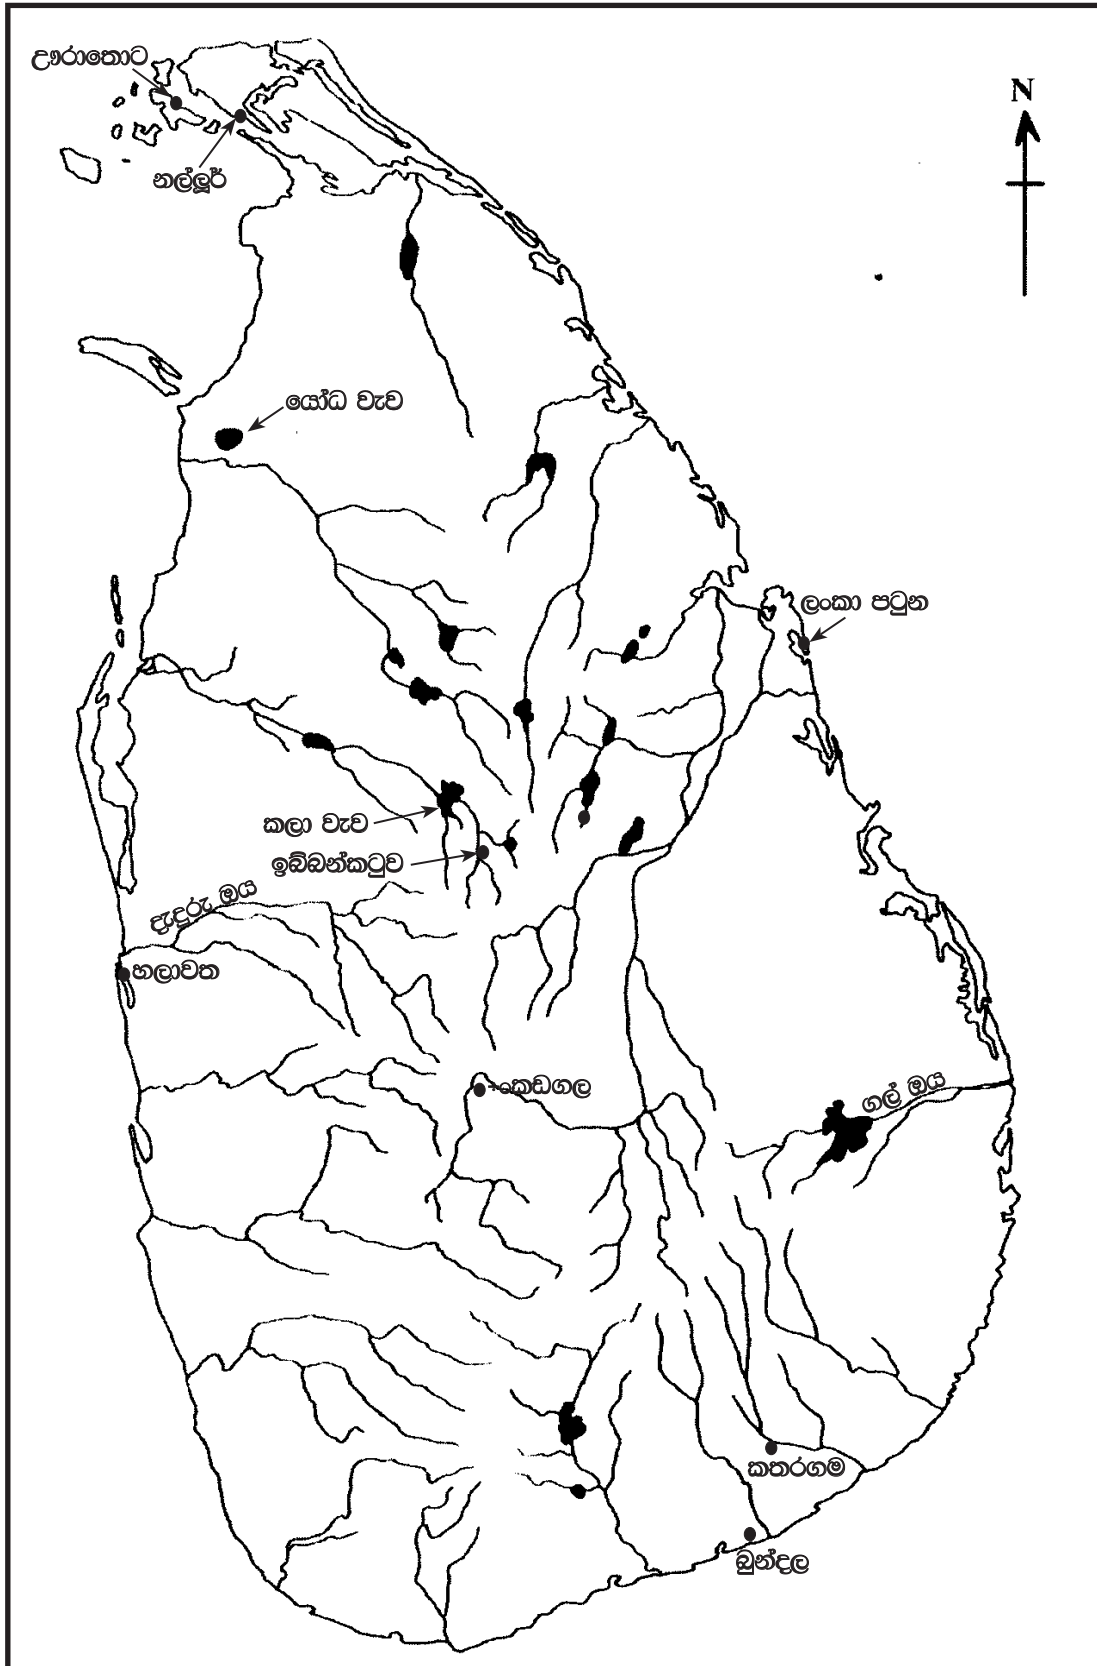 ඌරාතොට
N
නල්ලූර්
යෝධ වැව
ලංකා පටුන
කලා වැව
ඉබ්බන්කටුව
දැදුරු ඔය
හලාවත
කෙඩගල
ගල් ඔය
කතරගම
බුන්දල